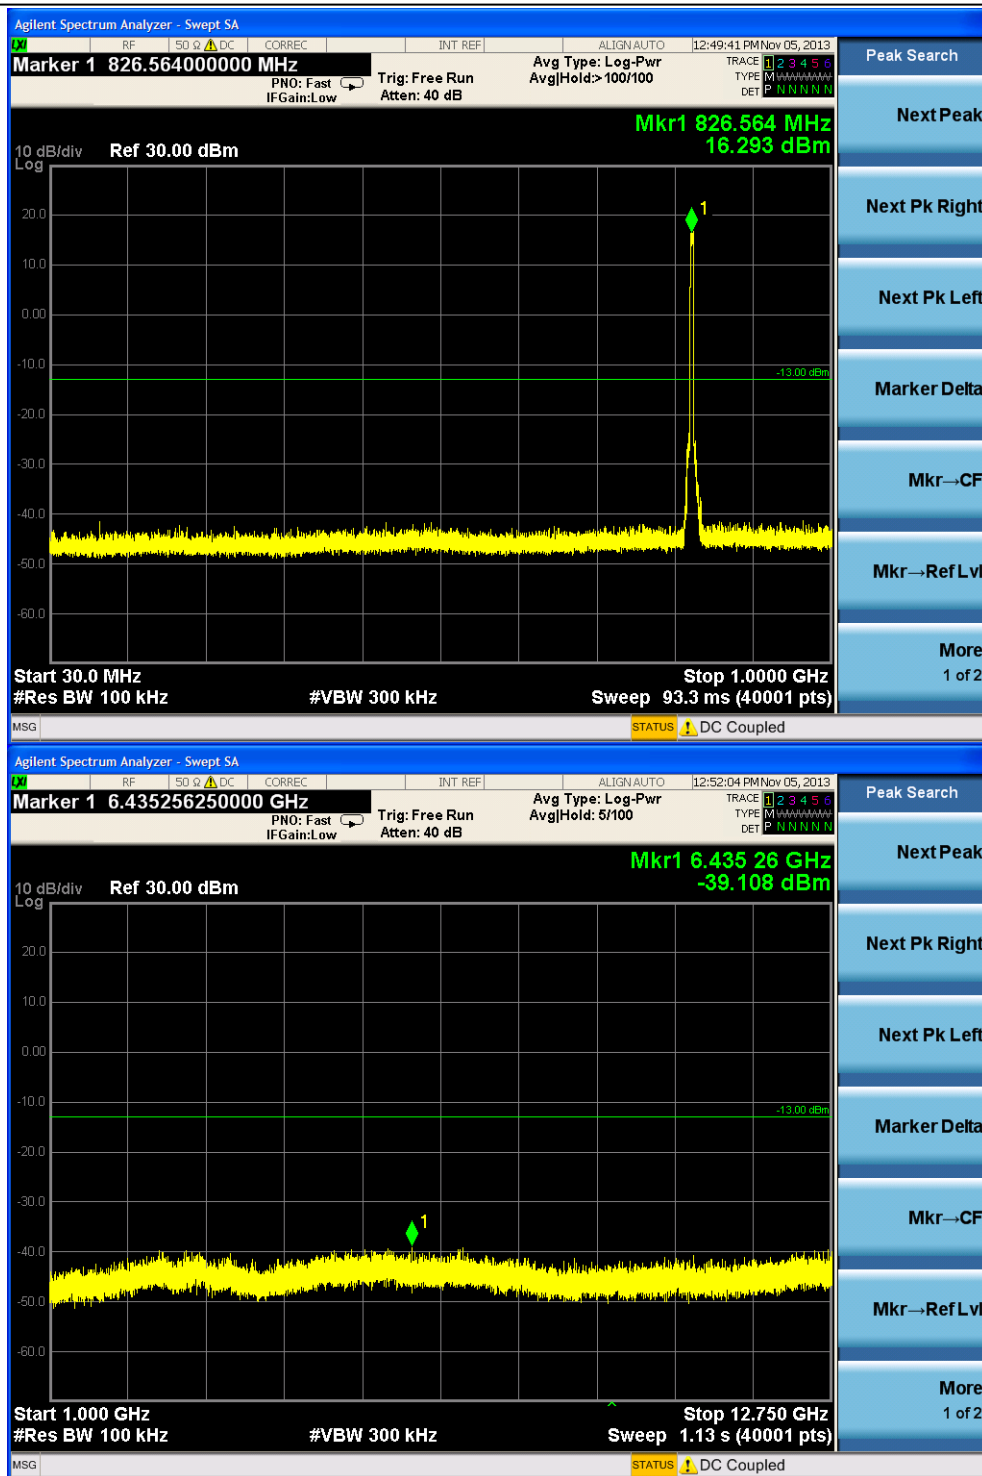 Agilent Spectrum Analyzer - Swept SA
LXI RF 50 Ω DC CORREC INT REF ALIGN AUTO 12:49:41 PM Nov 05, 2013
Marker 1 826.564000000 MHz
PNO: Fast
IFGain:Low
Trig: Free Run
Atten: 40 dB
Avg Type: Log-Pwr
Avg|Hold:>100/100
TRACE 1 2 3 4 5 6
TYPE M
DET P N N N N N
Mkr1 826.564 MHz
16.293 dBm
10 dB/div Ref 30.00 dBm
Log
1
20.0
10.0
0.00
-10.0
-13.00 dBm
-20.0
-30.0
-40.0
-50.0
-60.0
Start 30.0 MHz Stop 1.0000 GHz
#Res BW 100 kHz #VBW 300 kHz Sweep 93.3 ms (40001 pts)
MSG STATUS DC Coupled
Peak Search
Next Peak
Next Pk Right
Next Pk Left
Marker Delta
Mkr→CF
Mkr→Ref Lvl
More
1 of 2
Agilent Spectrum Analyzer - Swept SA
LXI RF 50 Ω DC CORREC INT REF ALIGN AUTO 12:52:04 PM Nov 05, 2013
Marker 1 6.435256250000 GHz
PNO: Fast
IFGain:Low
Trig: Free Run
Atten: 40 dB
Avg Type: Log-Pwr
Avg|Hold: 5/100
TRACE 1 2 3 4 5 6
TYPE M
DET P N N N N N
Mkr1 6.435 26 GHz
-39.108 dBm
10 dB/div Ref 30.00 dBm
Log
20.0
10.0
0.00
-10.0
-13.00 dBm
-20.0
-30.0
1
-40.0
-50.0
-60.0
Start 1.000 GHz Stop 12.750 GHz
#Res BW 100 kHz #VBW 300 kHz Sweep 1.13 s (40001 pts)
MSG STATUS DC Coupled
Peak Search
Next Peak
Next Pk Right
Next Pk Left
Marker Delta
Mkr→CF
Mkr→Ref Lvl
More
1 of 2